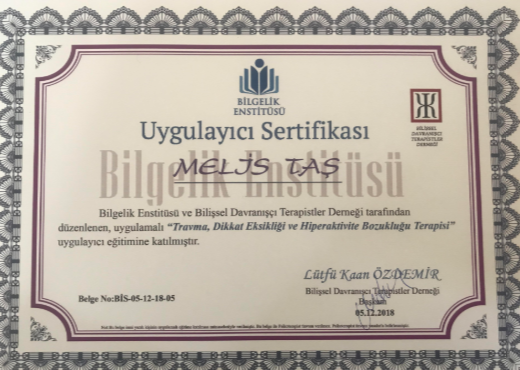 BİLGELİK
ENSTİTÜSÜ
BİLİŞSEL
DAVRANIŞÇI
TERAPİSTLER
DERNEĞİ
Uygulayıcı Sertifikası
Bilgelik Enstitüsü
MELİS TAŞ
Bilgelik Enstitüsü ve Bilişsel Davranışçı Terapistler Derneği tarafından
düzenlenen, uygulamalı “Travma, Dikkat Eksikliği ve Hiperaktivite Bozukluğu Terapisi”
uygulayıcı eğitimine katılmıştır.
Lütfü Kaan ÖZDEMİR
Bilişsel Davranışçı Terapistler Derneği
Başkanı
Belge No:BİS-05-12-18-05
05.12.2018